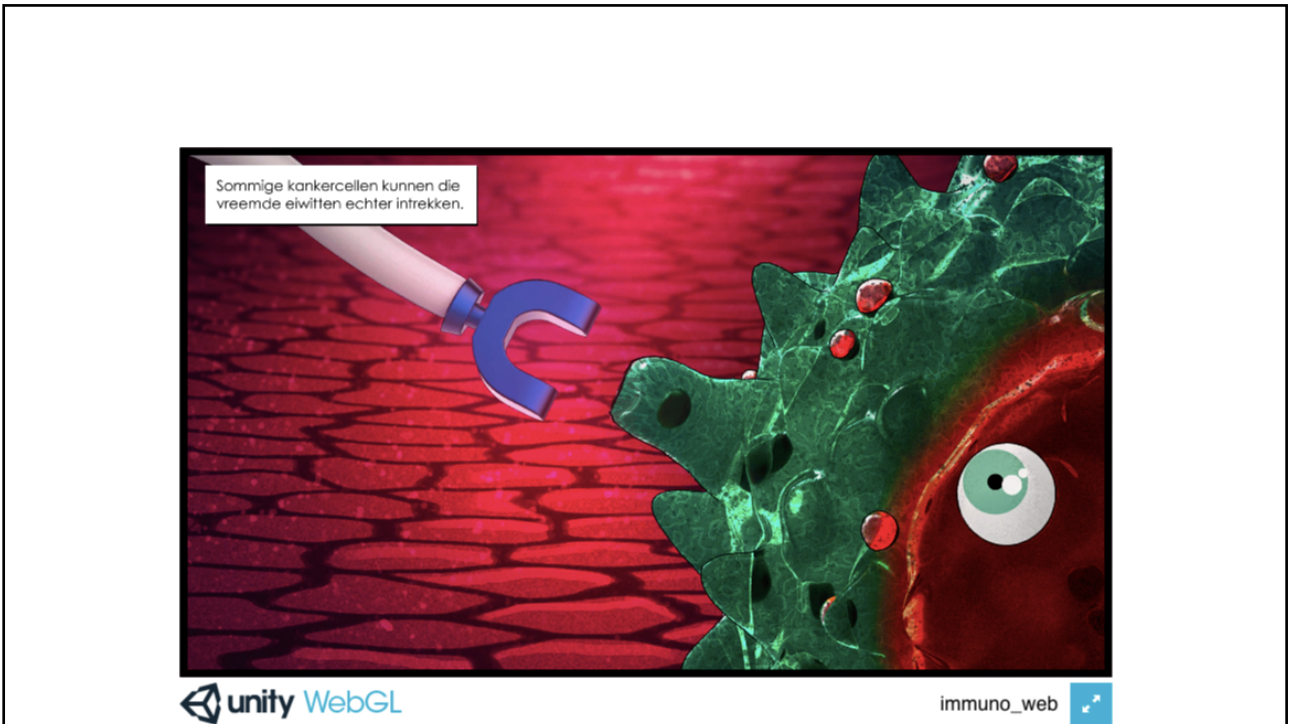 Sommige kankercellen kunnen die
vreemde eiwitten echter intrekken.
unity WebGL
immuno_web